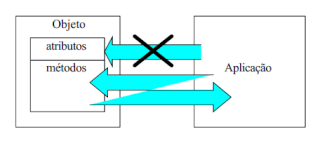 Objeto
atributos
métodos
Aplicação